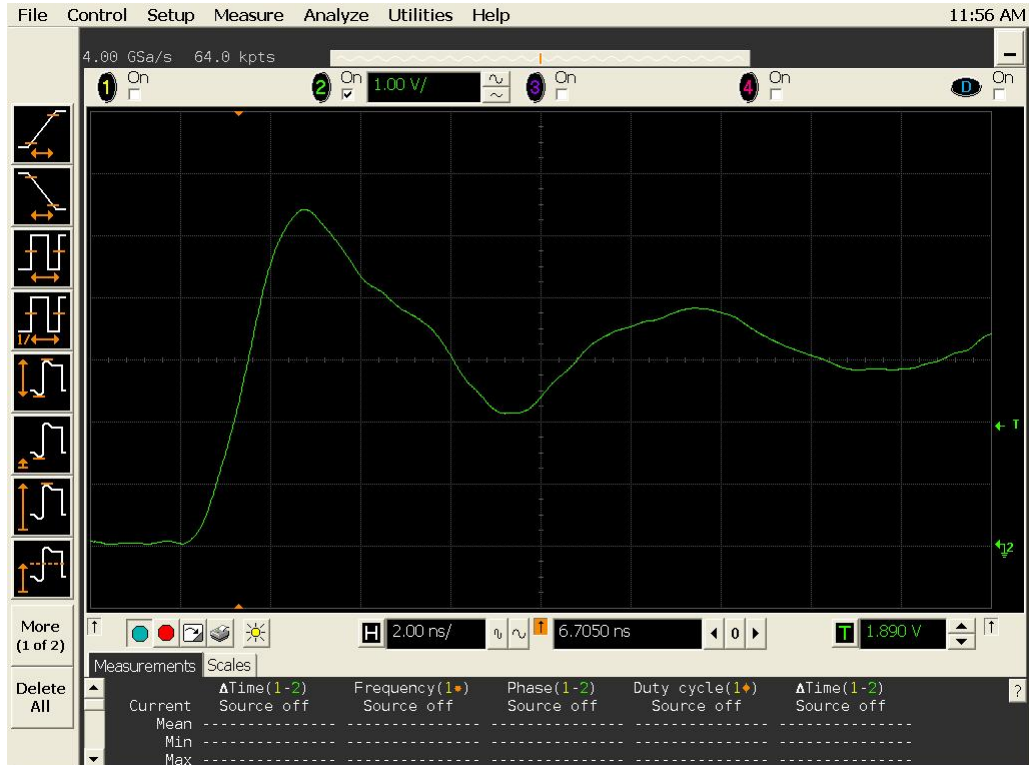 File Control Setup Measure Analyze Utilities Help 11:56 AM
4.00 GSa/s 64.0 kpts
1 On 2 On 1.00 V/ 3 On 4 On D On
T
2
1/
More
(1 of 2)
Delete
All
H 2.00 ns/ 6.7050 ns 0 T 1.890 V
Measurements Scales
ΔTime(1-2) Frequency(1) Phase(1-2) Duty cycle(1) ΔTime(1-2) ?
Current Source off Source off Source off Source off Source off
Mean -------------- -------------- -------------- -------------- --------------
Min -------------- -------------- -------------- -------------- --------------
Max -------------- -------------- -------------- -------------- --------------